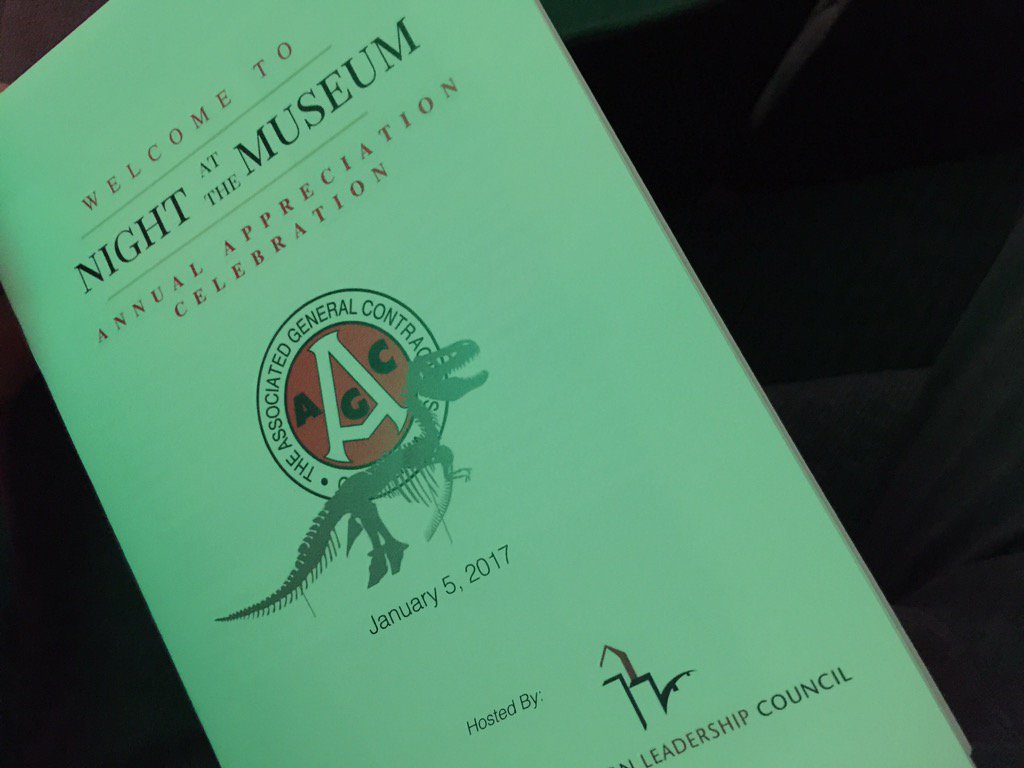 WELCOME TO
NIGHT AT THE MUSEUM
ANNUAL APPRECIATION
CELEBRATION
THE ASSOCIATED GENERAL CONTRAC
AGC
January 5, 2017
Hosted By:
LEADERSHIP COUNCIL